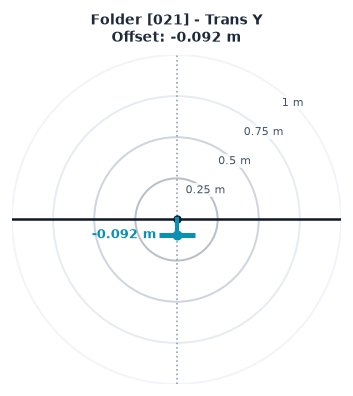 Folder [021] - Trans Y
Offset: -0.092 m
1 m
0.75 m
0.5 m
0.25 m
-0.092 m